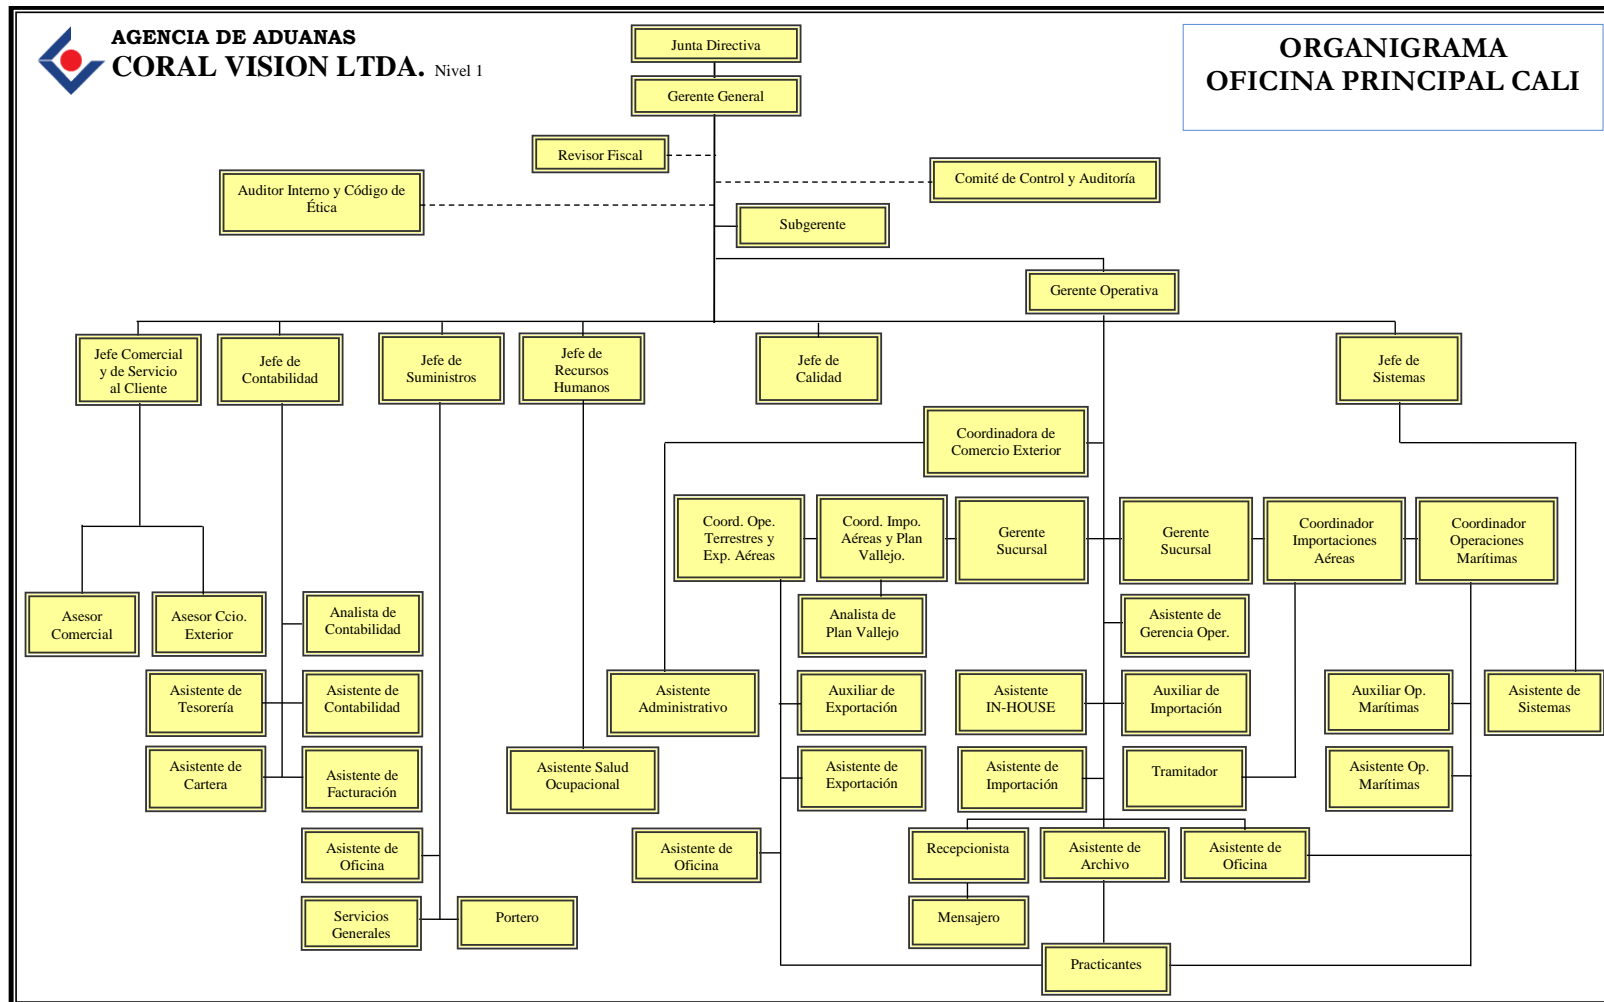 AGENCIA DE ADUANAS
CORAL VISION LTDA. Nivel 1
ORGANIGRAMA
OFICINA PRINCIPAL CALI
Junta Directiva
Gerente General
Revisor Fiscal
Comité de Control y Auditoría
Auditor Interno y Código de
Ética
Subgerente
Gerente Operativa
Jefe Comercial
y de Servicio
al Cliente
Jefe de
Contabilidad
Jefe de
Suministros
Jefe de
Recursos
Humanos
Jefe de
Calidad
Jefe de
Sistemas
Coordinadora de
Comercio Exterior
Coord. Ope.
Terrestres y
Exp. Aéreas
Coord. Impo.
Aéreas y Plan
Vallejo.
Gerente
Sucursal
Gerente
Sucursal
Coordinador
Importaciones
Aéreas
Coordinador
Operaciones
Marítimas
Asesor
Comercial
Asesor Ccio.
Exterior
Analista de
Contabilidad
Analista de
Plan Vallejo
Asistente de
Gerencia Oper.
Asistente de
Tesorería
Asistente de
Contabilidad
Asistente
Administrativo
Auxiliar de
Exportación
Asistente
IN-HOUSE
Auxiliar de
Importación
Auxiliar Op.
Marítimas
Asistente de
Sistemas
Asistente de
Cartera
Asistente de
Facturación
Asistente Salud
Ocupacional
Asistente de
Exportación
Asistente de
Importación
Tramitador
Asistente Op.
Marítimas
Asistente de
Oficina
Asistente de
Oficina
Recepcionista
Asistente de
Archivo
Asistente de
Oficina
Servicios
Generales
Portero
Mensajero
Practicantes